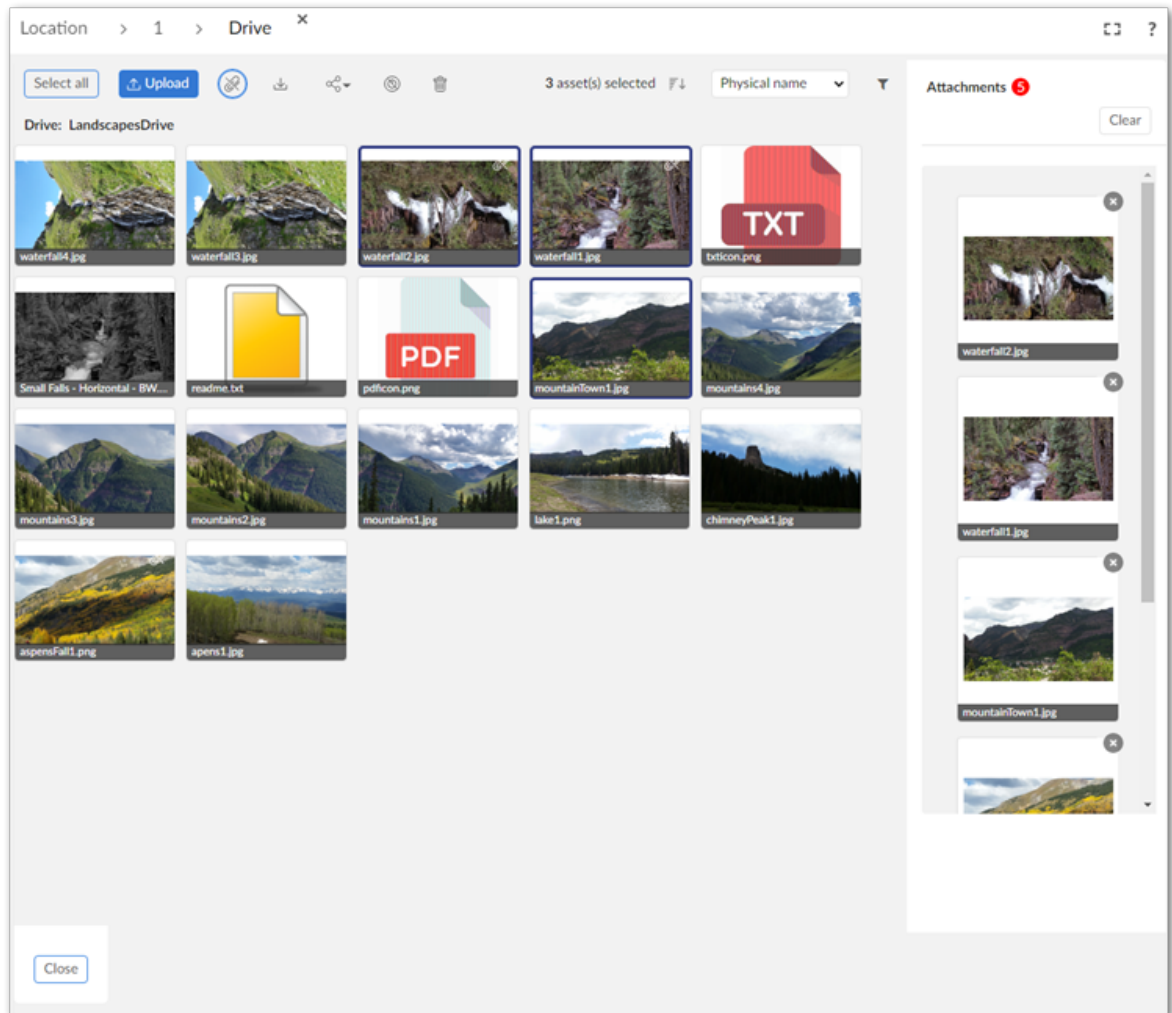 Location > 1 > Drive ×
?
Select all Upload 3 asset(s) selected Physical name
Drive: LandscapesDrive
waterfall4.jpg waterfall3.jpg waterfall2.jpg waterfall1.jpg TXT txticon.png
Small Falls - Horizontal - BW.... readme.txt PDF pdficon.png mountainTown1.jpg mountains4.jpg
mountains3.jpg mountains2.jpg mountains1.jpg lake1.png chimneyPeak1.jpg
aspensFall1.png apens1.jpg
Close
Attachments 5
Clear
waterfall2.jpg
waterfall1.jpg
mountainTown1.jpg